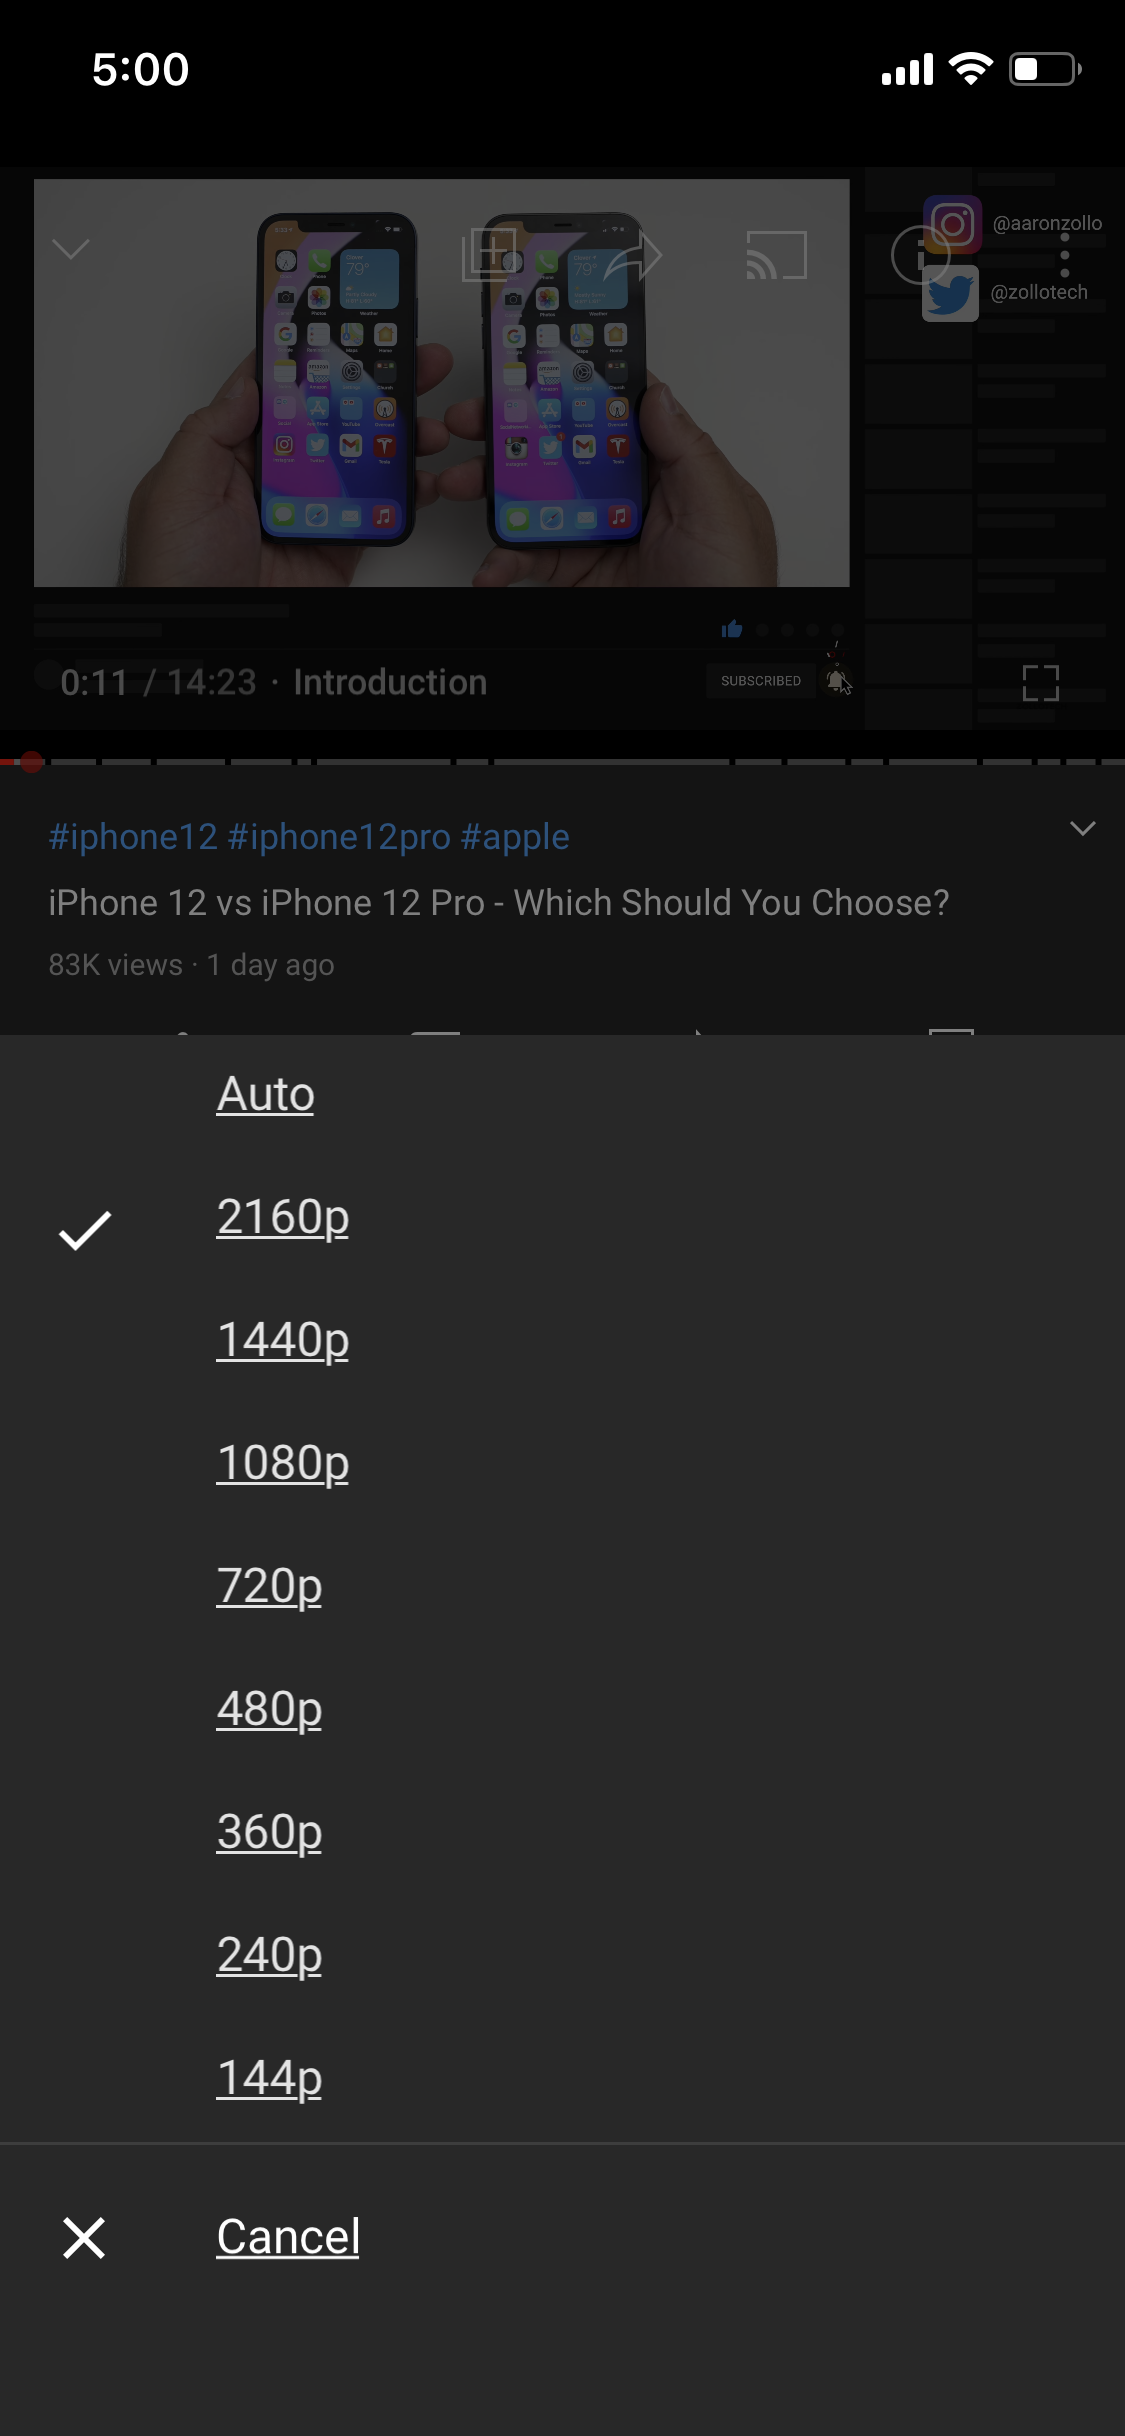 5:00
@aaronzollo
@zollotech
0:11 / 14:23 · Introduction
SUBSCRIBED
#iphone12 #iphone12pro #apple
iPhone 12 vs iPhone 12 Pro - Which Should You Choose?
83K views · 1 day ago
Auto
2160p
1440p
1080p
720p
480p
360p
240p
144p
Cancel